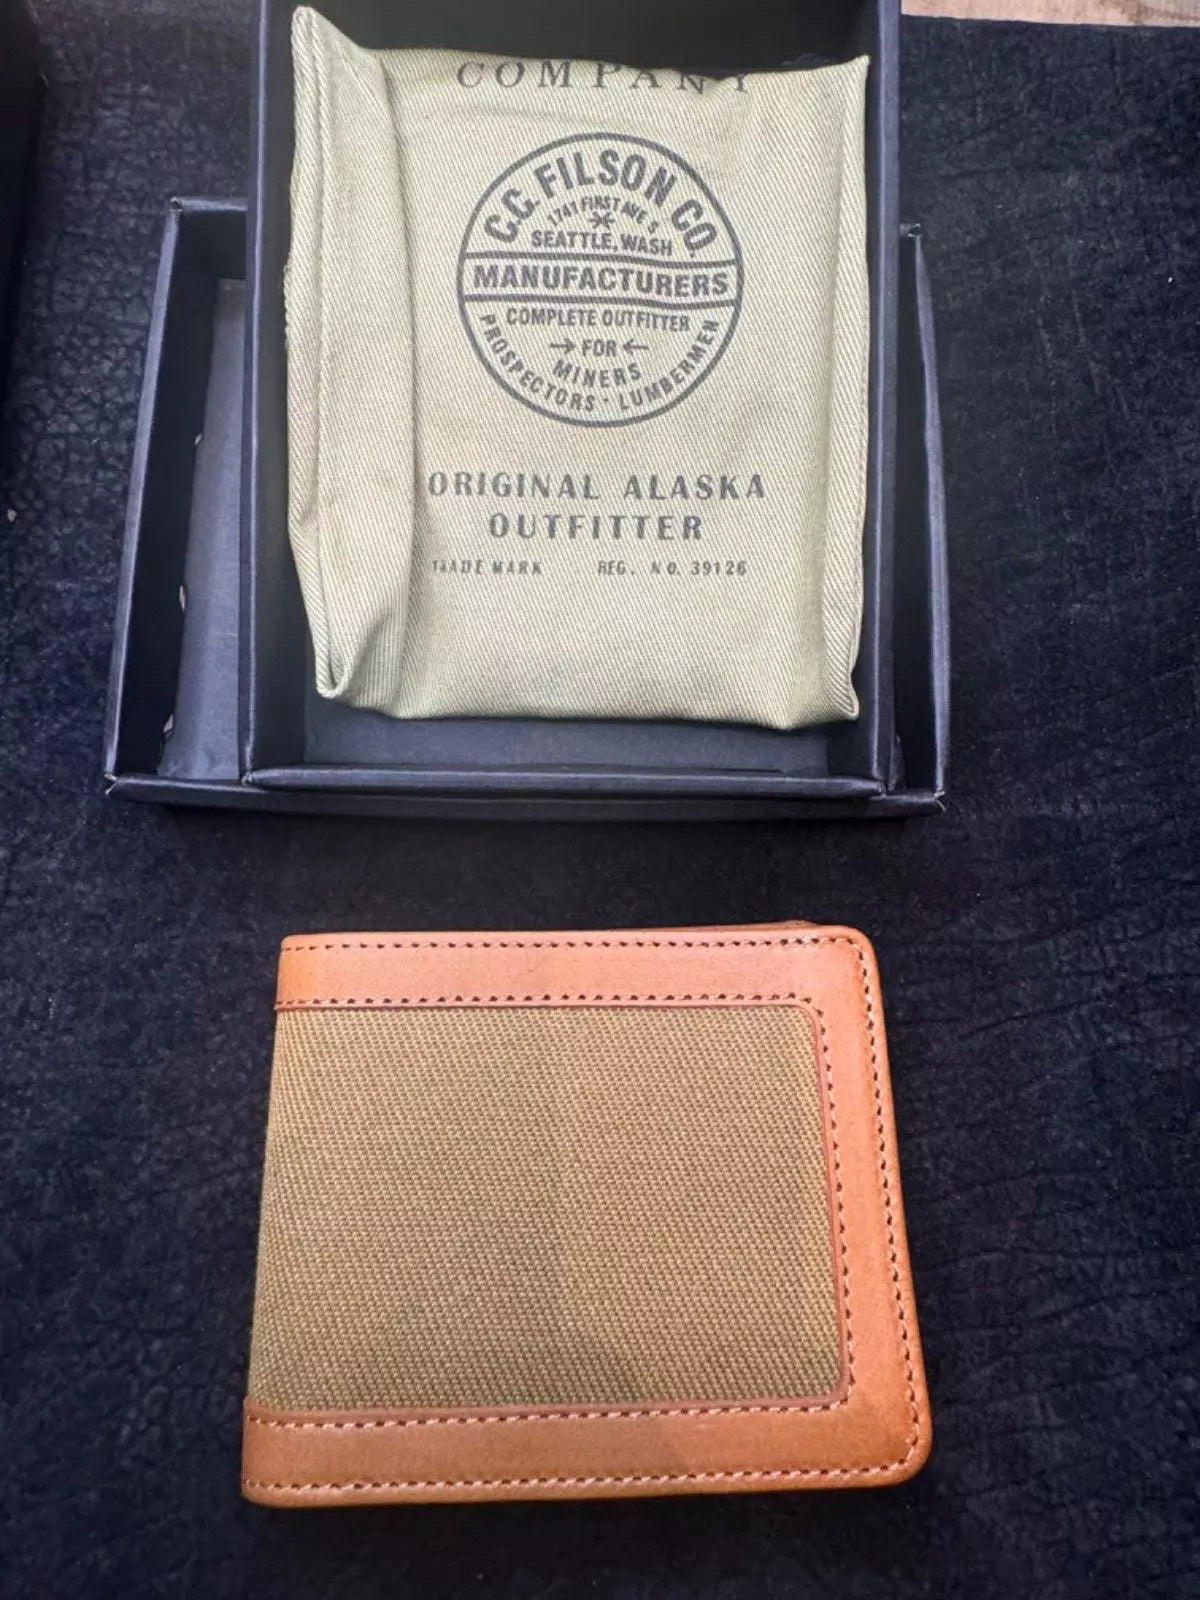 COMPANY
C.C. FILSON CO.
1741 FIRST AVE S.
SEATTLE, WASH
MANUFACTURERS
COMPLETE OUTFITTER
FOR
MINERS
PROSPECTORS · LUMBERMEN
ORIGINAL ALASKA
OUTFITTER
TRADE MARK REG. NO. 39126